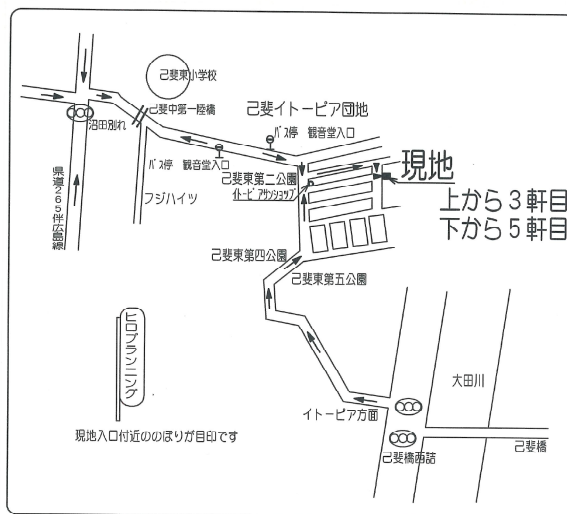 己斐東小学校
己斐中第一陸橋
沼田別れ
己斐イトーピア団地
バス停 観音堂入口
バス停 観音堂入口
県道265伴広島線
フジハイツ
己斐東第二公園
イトーピアサンショップ
現地
上から3軒目
下から5軒目
己斐東第四公園
己斐東第五公園
ヒロプランニング
現地入口付近ののぼりが目印です
大田川
イトーピア方面
己斐橋西詰
己斐橋